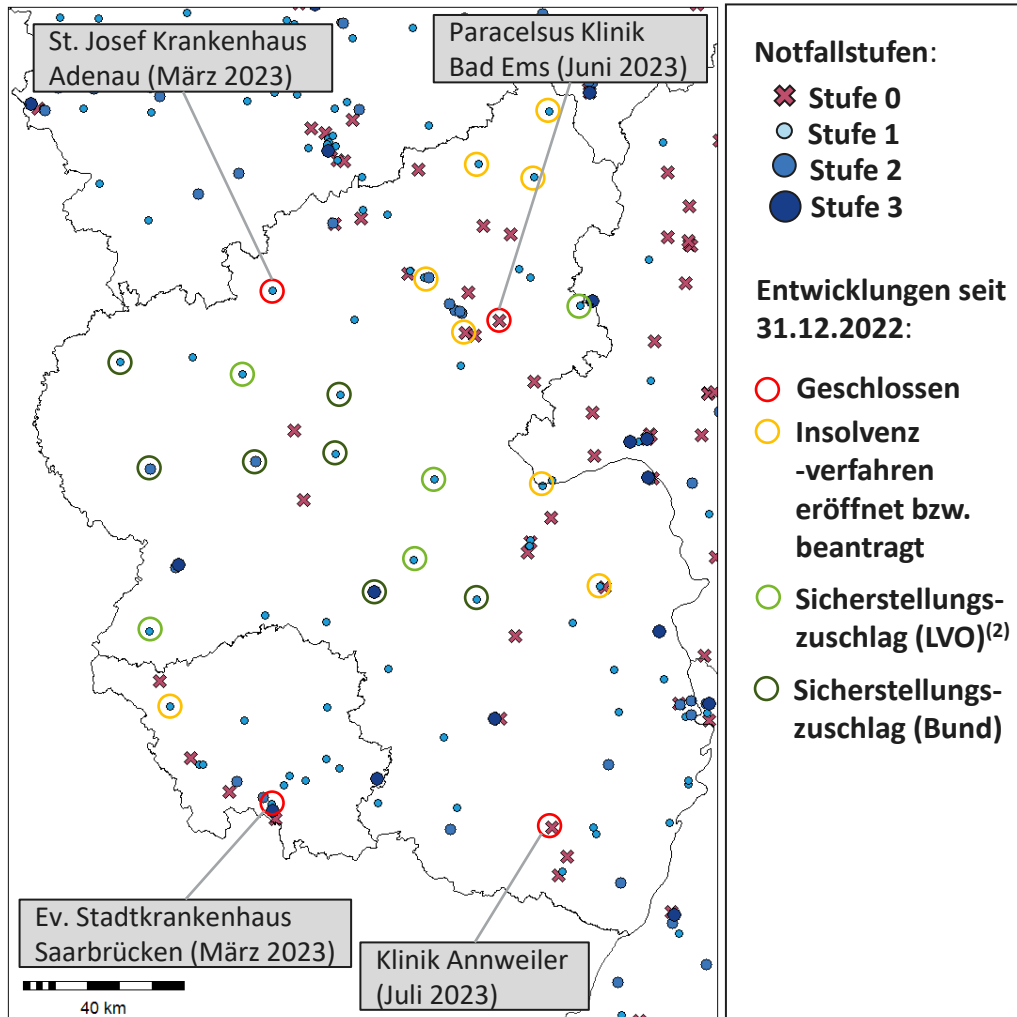 St. Josef Krankenhaus
Adenau (März 2023)
Paracelsus Klinik
Bad Ems (Juni 2023)
Ev. Stadtkrankenhaus
Saarbrücken (März 2023)
Klinik Annweiler
(Juli 2023)
40 km
Notfallstufen:
Stufe 0
Stufe 1
Stufe 2
Stufe 3
Entwicklungen seit
31.12.2022:
Geschlossen
Insolvenz
-verfahren
eröffnet bzw.
beantragt
Sicherstellungs-
zuschlag (LVO)(2)
Sicherstellungs-
zuschlag (Bund)